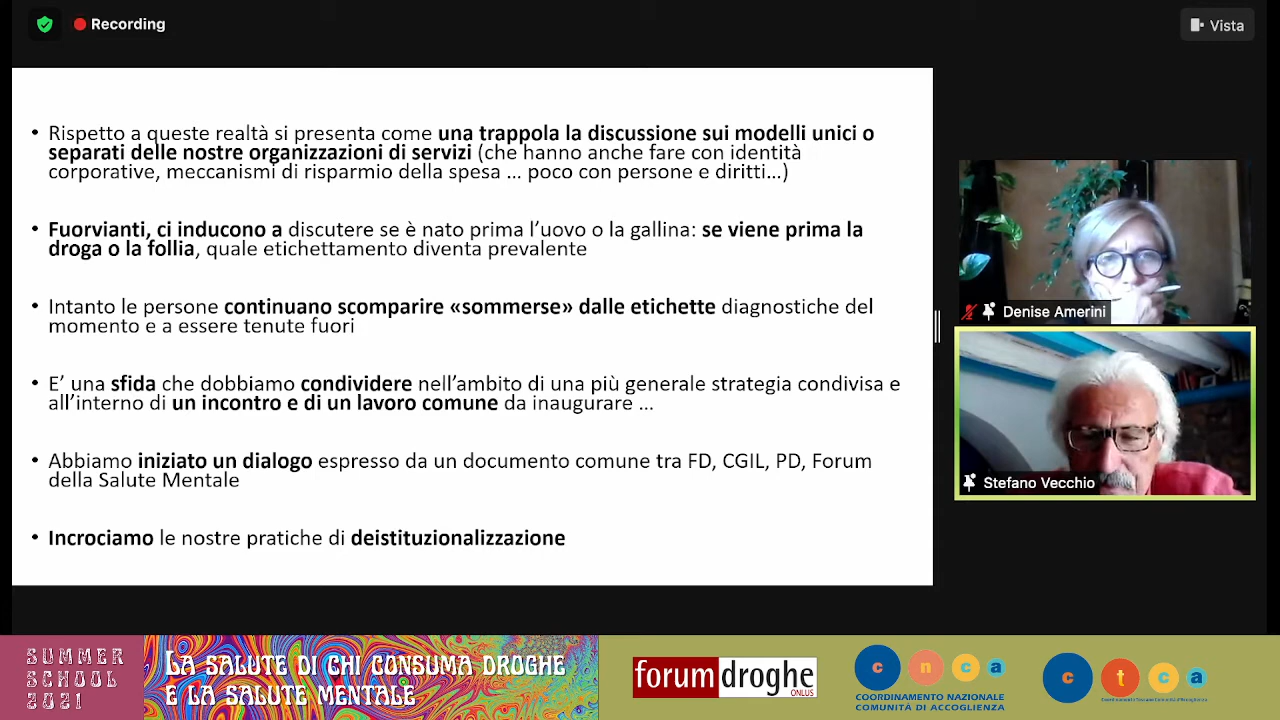 Recording
Vista
• Rispetto a queste realtà si presenta come una trappola la discussione sui modelli unici o
separati delle nostre organizzazioni di servizi (che hanno anche fare con identità
corporative, meccanismi di risparmio della spesa … poco con persone e diritti…)
• Fuorvianti, ci inducono a discutere se è nato prima l’uovo o la gallina: se viene prima la
droga o la follia, quale etichettamento diventa prevalente
• Intanto le persone continuano scomparire «sommerse» dalle etichette diagnostiche del
momento e a essere tenute fuori
• E’ una sfida che dobbiamo condividere nell’ambito di una più generale strategia condivisa e
all’interno di un incontro e di un lavoro comune da inaugurare …
• Abbiamo iniziato un dialogo espresso da un documento comune tra FD, CGIL, PD, Forum
della Salute Mentale
• Incrociamo le nostre pratiche di deistituzionalizzazione
Denise Amerini
Stefano Vecchio
SUMMER
SCHOOL
2021
LA SALUTE DI CHI CONSUMA DROGHE
E LA SALUTE MENTALE
forumdroghe
ONLUS
c n c a
COORDINAMENTO NAZIONALE
COMUNITÀ DI ACCOGLIENZA
c t c a